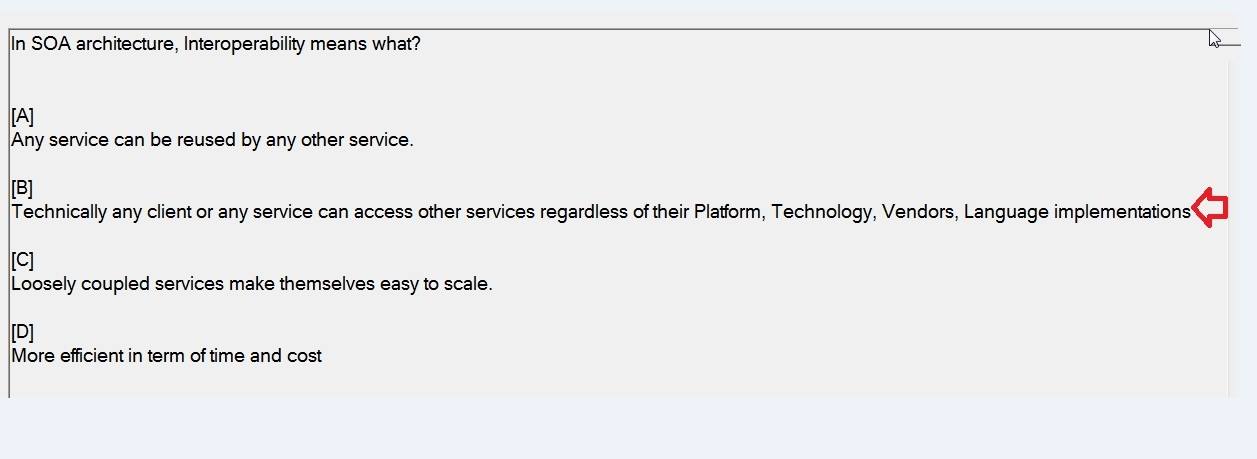 In SOA architecture, Interoperability means what?
[A]
Any service can be reused by any other service.
[B]
Technically any client or any service can access other services regardless of their Platform, Technology, Vendors, Language implementations
[C]
Loosely coupled services make themselves easy to scale.
[D]
More efficient in term of time and cost